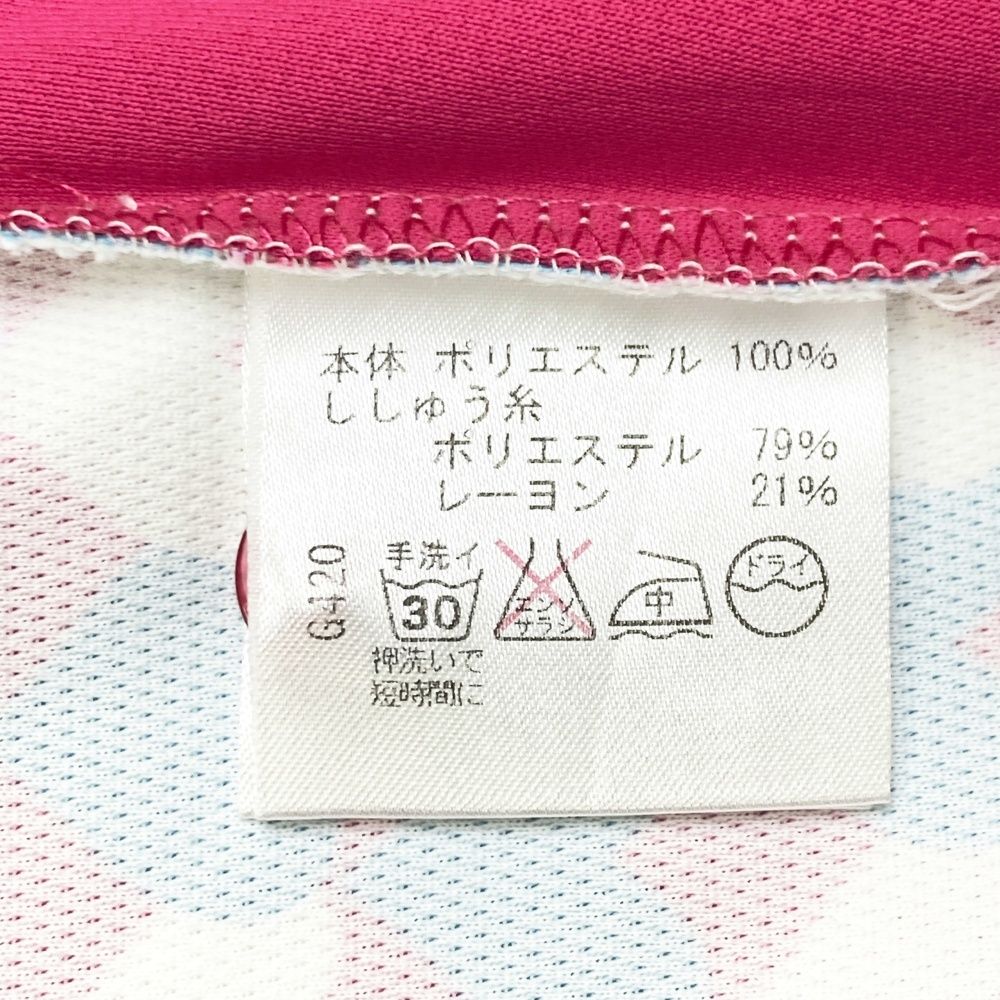 本体 ポリエステル 100%
ししゅう糸
ポリエステル 79%
レーヨン 21%
G420
手洗イ
30
エンソ
サラシ
中
ドライ
押洗いで
短時間に